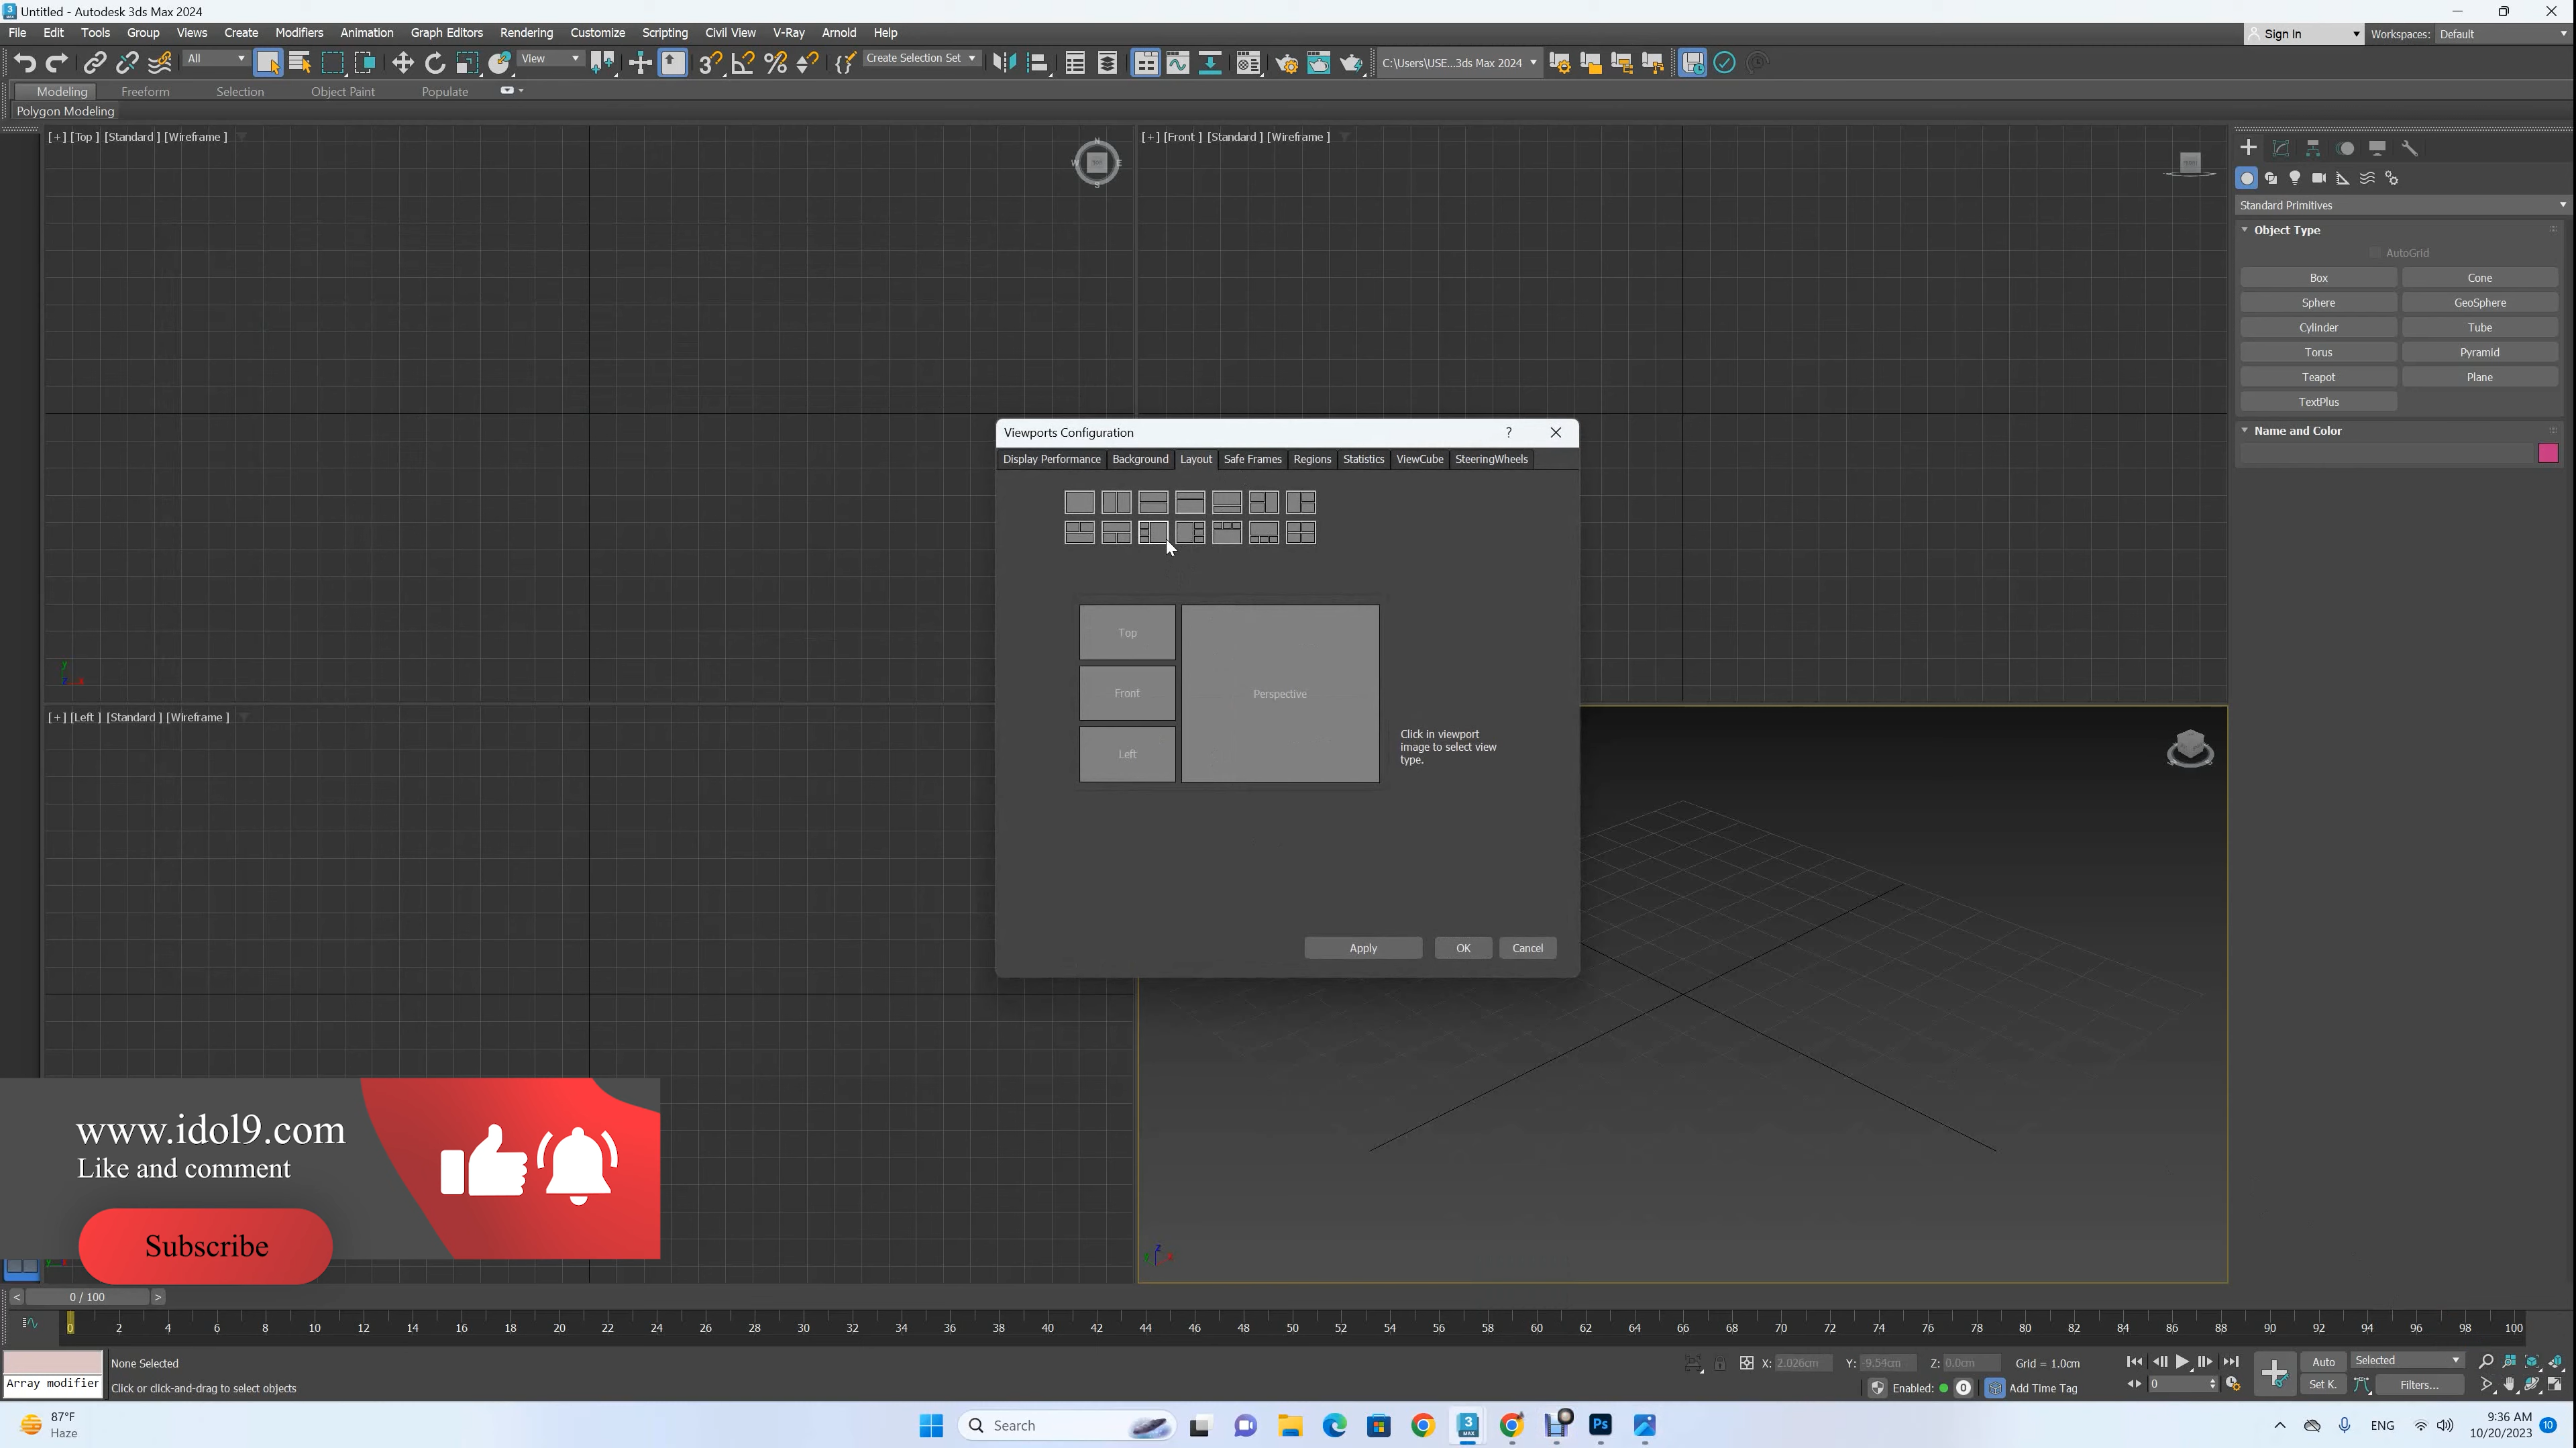 Untitled - Autodesk 3ds Max 2024
File Edit Tools Group Views Create Modifiers Animation Graph Editors Rendering Customize Scripting Civil View V-Ray Arnold Help
Sign In
Workspaces: Default
All
View
Create Selection Set
C:\Users\USE...3ds Max 2024
Modeling Freeform Selection Object Paint Populate
Polygon Modeling
[+] [Top ] [Standard ] [Wireframe ]
[+] [Front ] [Standard ] [Wireframe ]
Standard Primitives
Object Type
AutoGrid
Box Cone
Sphere GeoSphere
Cylinder Tube
Torus Pyramid
Teapot Plane
TextPlus
Name and Color
Viewports Configuration
Display Performance Background Layout Safe Frames Regions Statistics ViewCube SteeringWheels
Top
Front
Left
Perspective
Click in viewport
image to select view
type.
Apply OK Cancel
[+] [Left ] [Standard ] [Wireframe ]
www.idol9.com
Like and comment
Subscribe
0 / 100
0 2 4 6 8 10 12 14 16 18 20 22 24 26 28 30 32 34 36 38 40 42 44 46 48 50 52 54 56 58 60 62 64 66 68 70 72 74 76 78 80 82 84 86 88 90 92 94 96 98 100
None Selected
Array modifier
Click or click-and-drag to select objects
X: 2.026cm Y: -9.54cm Z: 0.0cm Grid = 1.0cm
Enabled: 0 Add Time Tag
Auto Selected
0 Set K. Filters...
87°F
Haze
Search
ENG
9:36 AM
10/20/2023
10